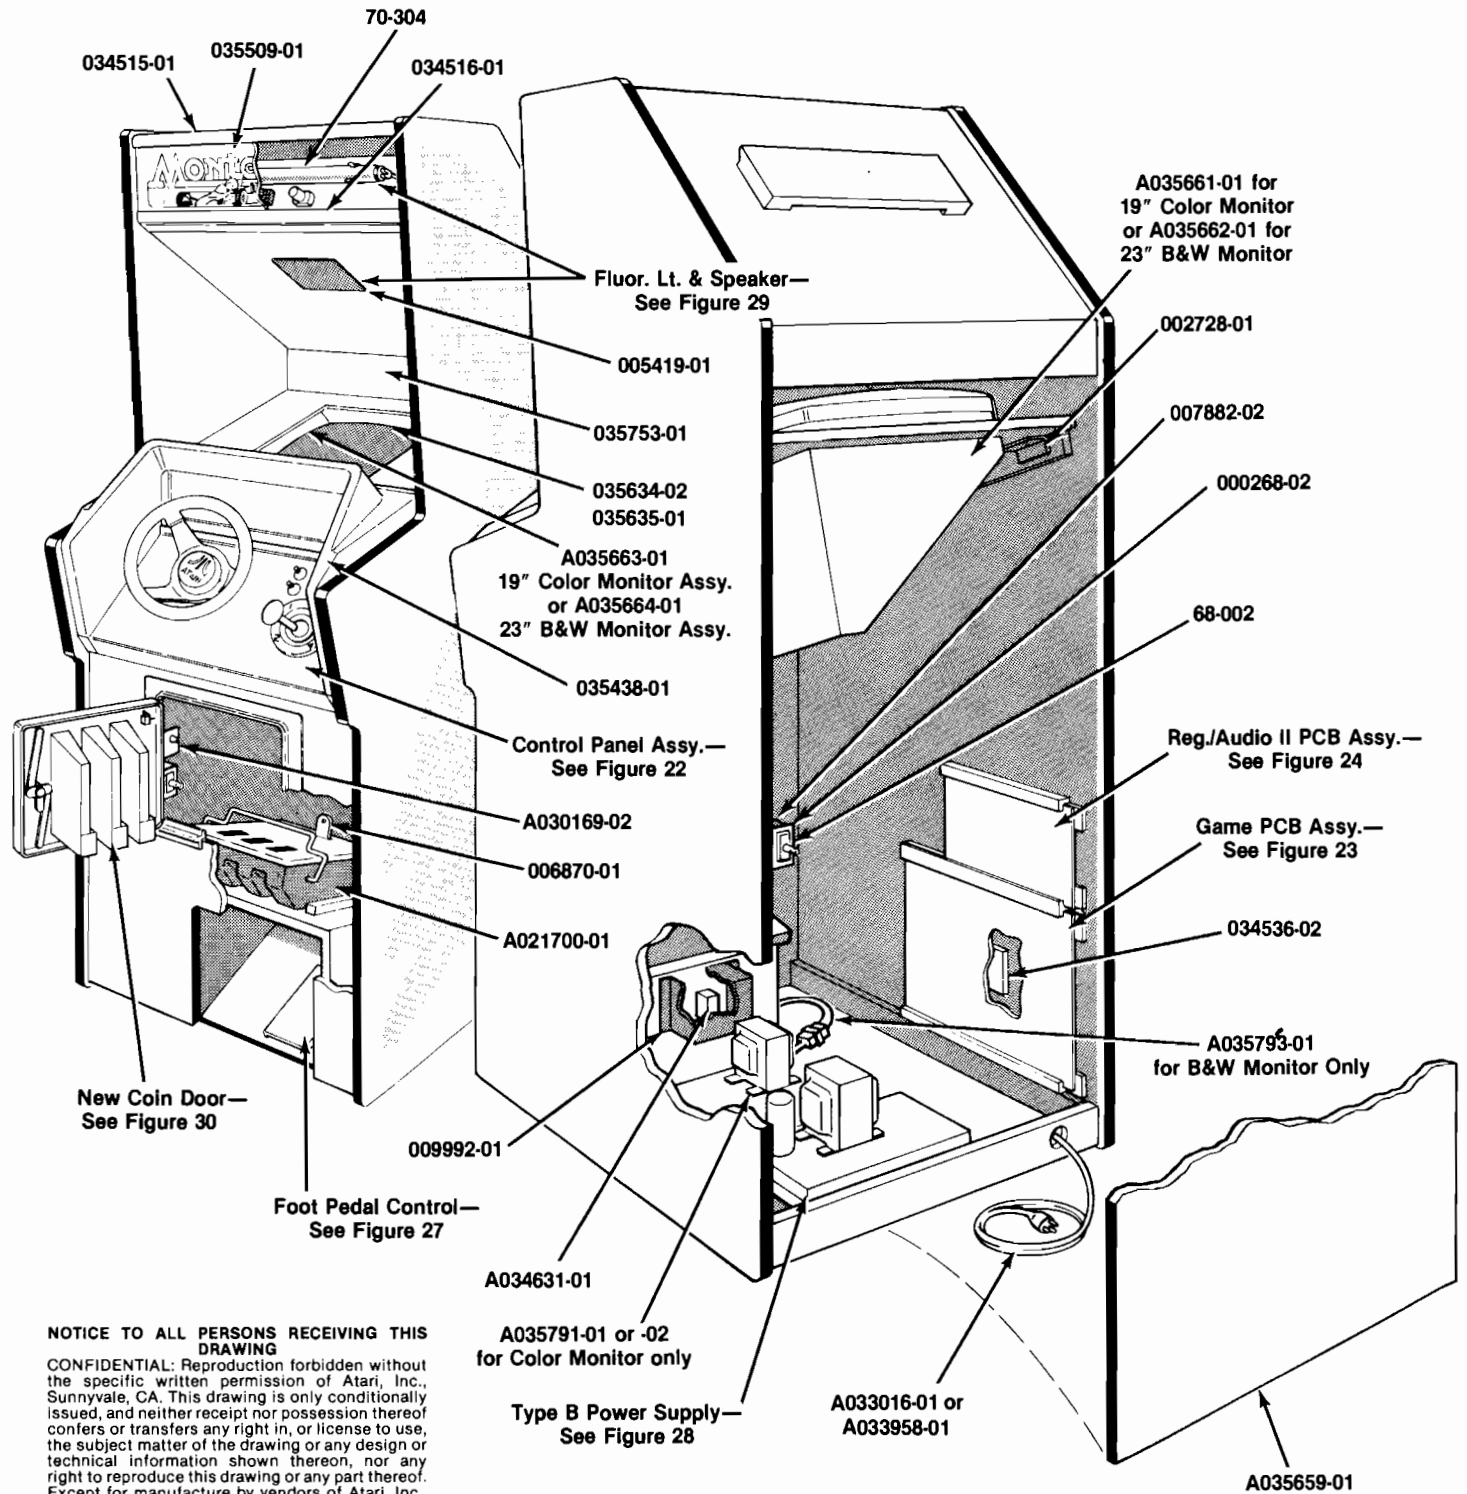 70-304
035509-01
034515-01
034516-01
MONTE
A035661-01 for
19" Color Monitor
or A035662-01 for
23" B&W Monitor
Fluor. Lt. & Speaker—
See Figure 29
002728-01
005419-01
007882-02
035753-01
000268-02
035634-02
035635-01
A035663-01
19" Color Monitor Assy.
or A035664-01
23" B&W Monitor Assy.
ATARI
68-002
035438-01
Control Panel Assy.—
See Figure 22
Reg./Audio II PCB Assy.—
See Figure 24
A030169-02
Game PCB Assy.—
See Figure 23
006870-01
034536-02
A021700-01
A035793-01
for B&W Monitor Only
New Coin Door—
See Figure 30
009992-01
Foot Pedal Control—
See Figure 27
A034631-01
A035791-01 or -02
for Color Monitor only
A033016-01 or
A033958-01
Type B Power Supply—
See Figure 28
A035659-01
NOTICE TO ALL PERSONS RECEIVING THIS
DRAWING
CONFIDENTIAL: Reproduction forbidden without
the specific written permission of Atari, Inc.,
Sunnyvale, CA. This drawing is only conditionally
issued, and neither receipt nor possession thereof
confers or transfers any right in, or license to use,
the subject matter of the drawing or any design or
technical information shown thereon, nor any
right to reproduce this drawing or any part thereof.
Except for manufacture by vendors of Atari, Inc.